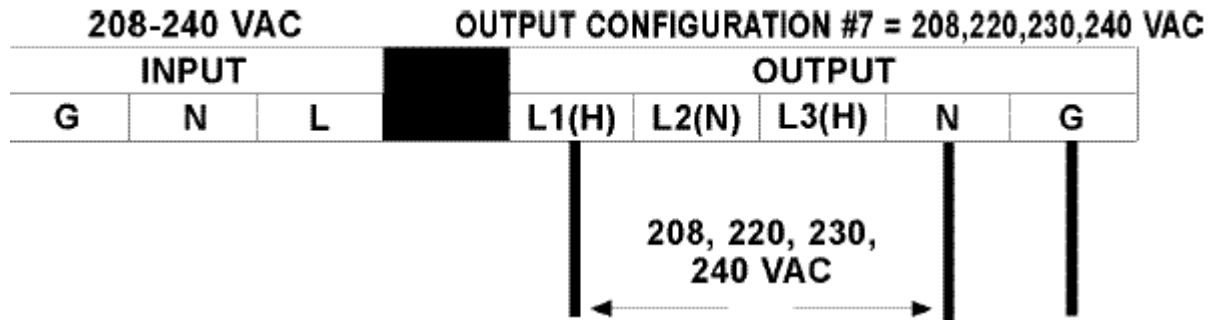 208-240 VAC OUTPUT CONFIGURATION #7 = 208,220,230,240 VAC
INPUT OUTPUT
G N L L1(H) L2(N) L3(H) N G
208, 220, 230,
240 VAC